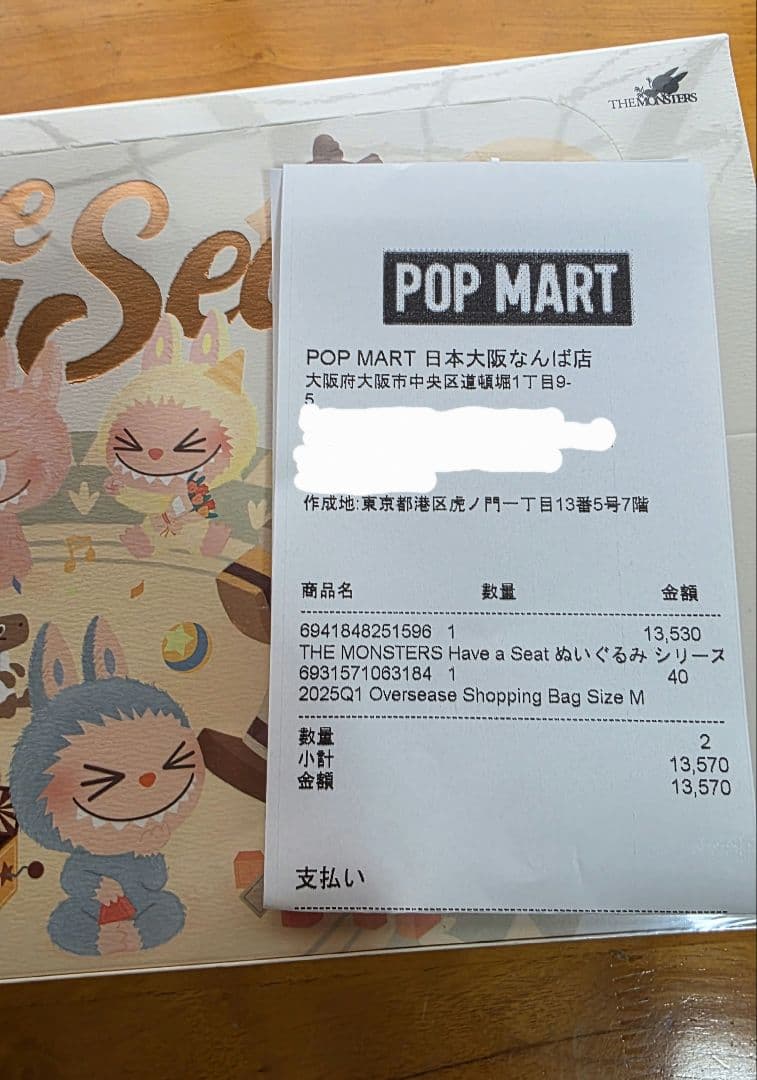 THE MONSTERS
Sea
POP MART
POP MART 日本大阪なんば店
大阪府大阪市中央区道頓堀1丁目9-
5
作成地:東京都港区虎ノ門一丁目13番5号7階
商品名 数量 金額
6941848251596 1 13,530
THE MONSTERS Have a Seat ぬいぐるみ シリーズ
6931571063184 1 40
2025Q1 Oversease Shopping Bag Size M
数量 2
小計 13,570
金額 13,570
支払い